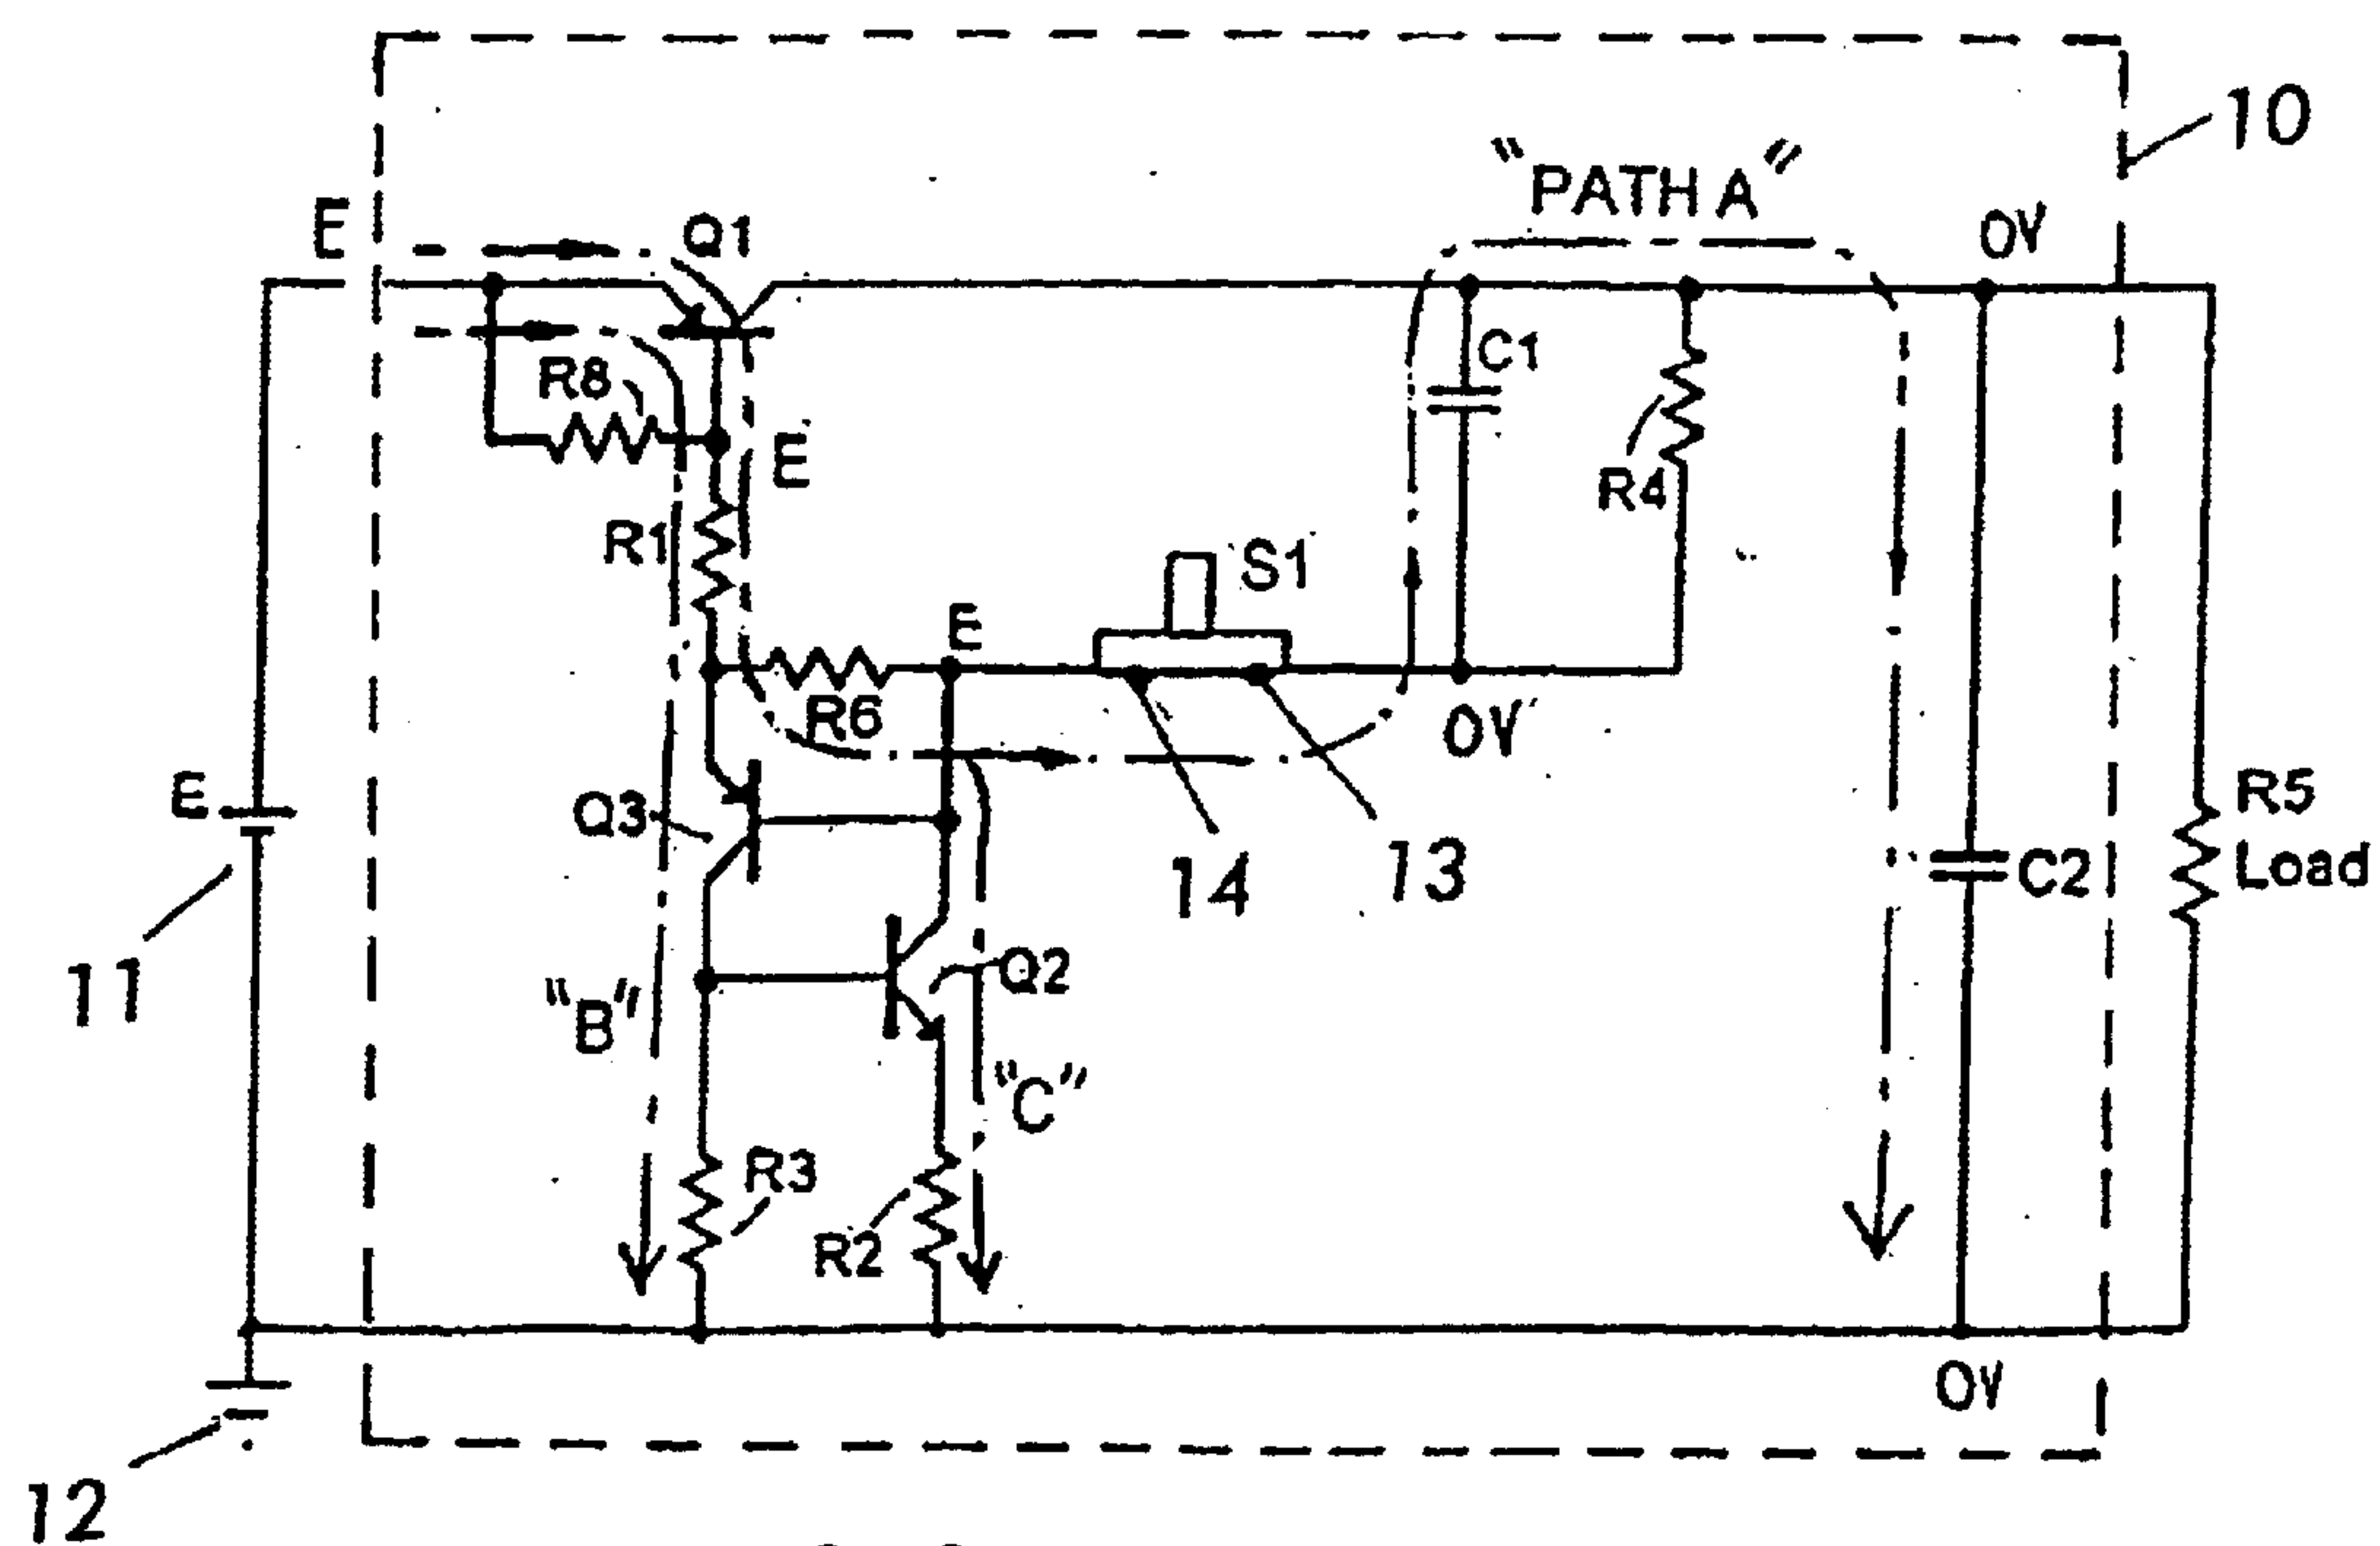 10
"PATH A"
E
Q1
0V
R8
C1
E
R4
R1
S1
E
R6
0V
E
Q3
R5
Load
14
13
C2
11
"B"
Q2
"C"
R3
R2
0V
12